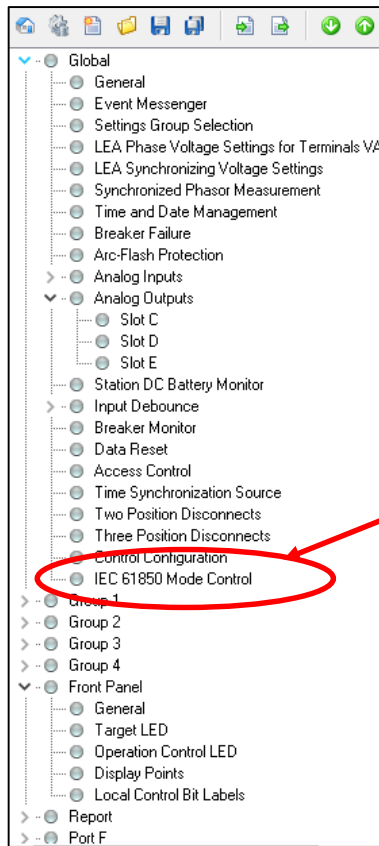 Global
General
Event Messenger
Settings Group Selection
LEA Phase Voltage Settings for Terminals VA
LEA Synchronizing Voltage Settings
Synchronized Phasor Measurement
Time and Date Management
Breaker Failure
Arc-Flash Protection
Analog Inputs
Analog Outputs
Slot C
Slot D
Slot E
Station DC Battery Monitor
Input Debounce
Breaker Monitor
Data Reset
Access Control
Time Synchronization Source
Two Position Disconnects
Three Position Disconnects
Control Configuration
IEC 61850 Mode Control
Group 1
Group 2
Group 3
Group 4
Front Panel
General
Target LED
Operation Control LED
Display Points
Local Control Bit Labels
Report
Port F